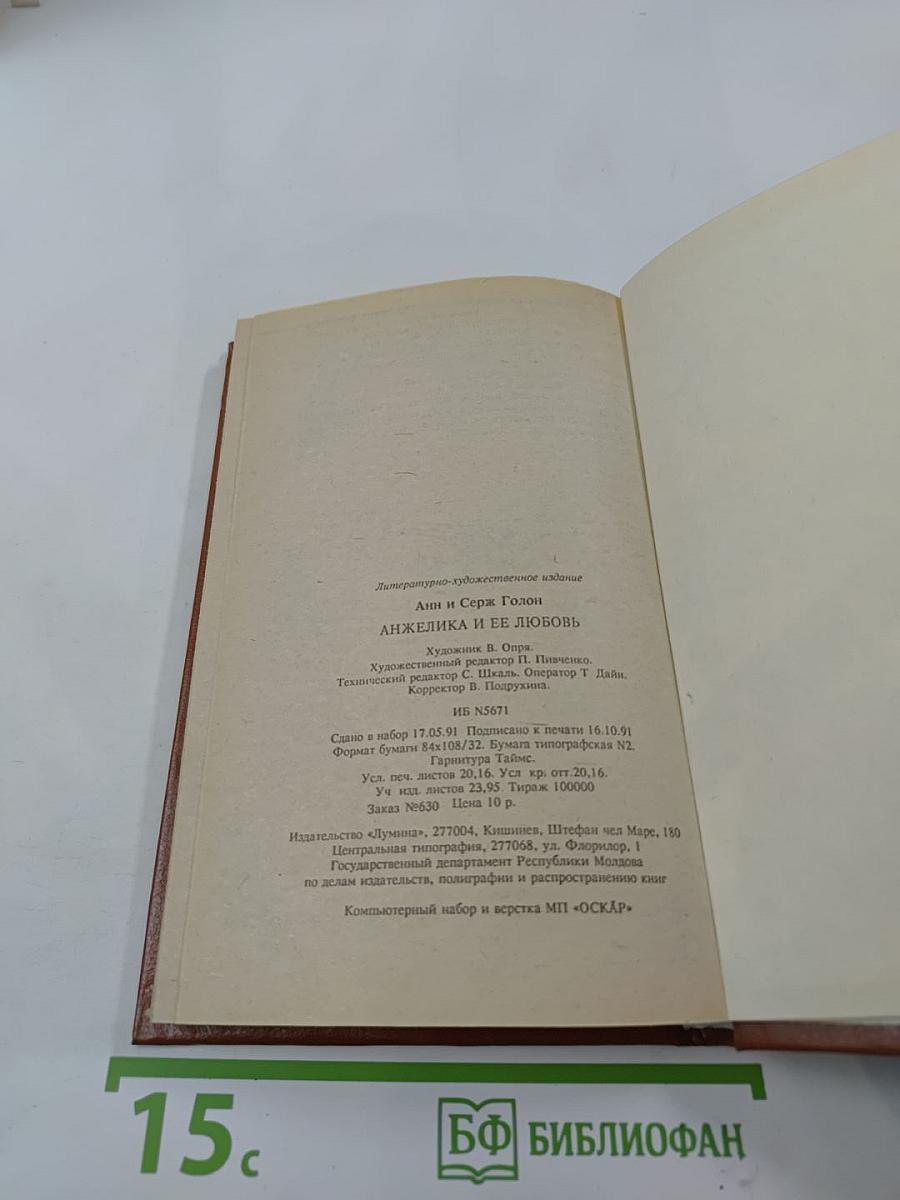 Литературно-художественное издание
Анн и Серж Голон
АНЖЕЛИКА И ЕЕ ЛЮБОВЬ
Художник В. Опря.
Художественный редактор П. Пивченко.
Технический редактор С. Шкаль. Оператор Т Дайн.
Корректор В. Подрухина.
ИБ N5671
Сдано в набор 17.05.91 Подписано к печати 16.10.91
Формат бумаги 84х108/32. Бумага типографская N2.
Гарнитура Таймс.
Усл. печ. листов 20,16. Усл кр. отт.20,16.
Уч изд. листов 23,95 Тираж 100000
Заказ №630 Цена 10 р.
Издательство «Лумина», 277004, Кишинев, Штефан чел Маре, 180
Центральная типография, 277068, ул. Флорилор, 1
Государственный департамент Республики Молдова
по делам издательств, полиграфии и распространению книг
Компьютерный набор и верстка МП «ОСКАР»
15 с
БФ БИБЛИОФАН